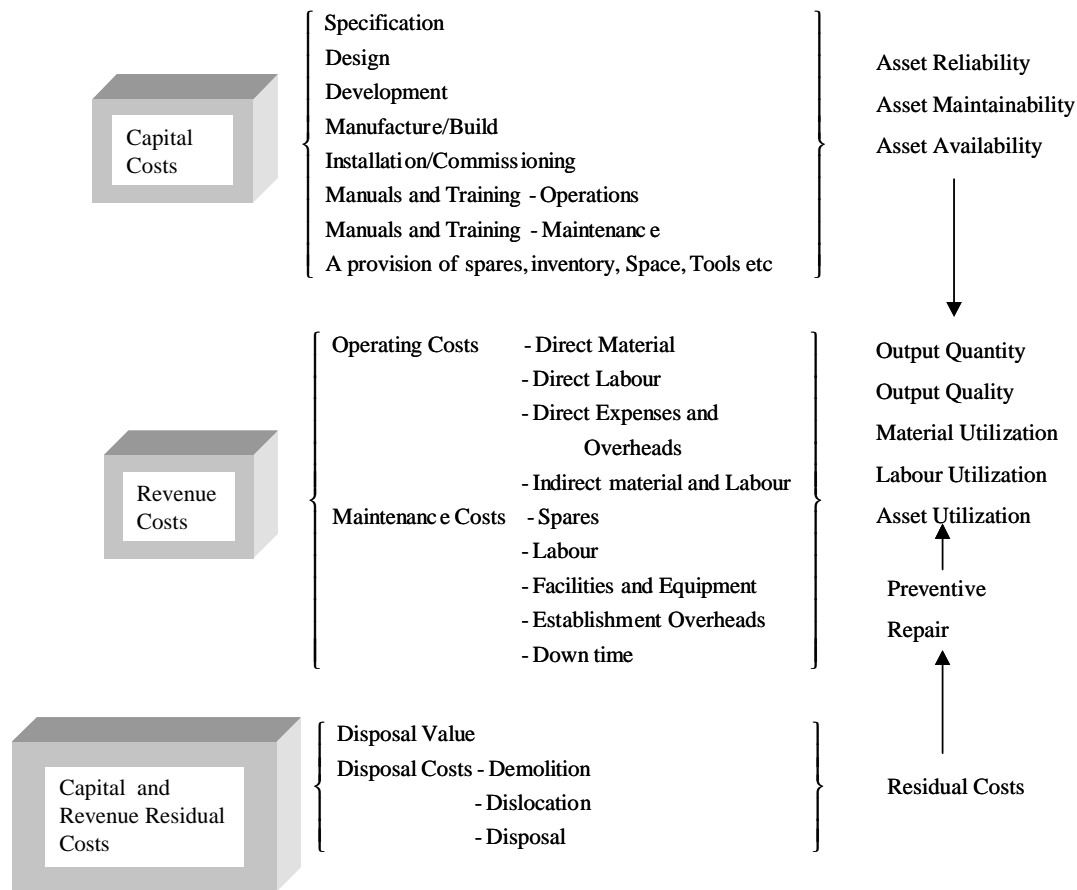 Capital
Costs
Specification
Design
Development
Manufacture/Build
Installation/Commissioning
Manuals and Training - Operations
Manuals and Training - Maintenance
A provision of spares, inventory, Space, Tools etc
Asset Reliability
Asset Maintainability
Asset Availability
Revenue
Costs
Operating Costs - Direct Material
- Direct Labour
- Direct Expenses and
Overheads
- Indirect material and Labour
Maintenance Costs - Spares
- Labour
- Facilities and Equipment
- Establishment Overheads
- Down time
Output Quantity
Output Quality
Material Utilization
Labour Utilization
Asset Utilization
Preventive
Repair
Capital and
Revenue Residual
Costs
Disposal Value
Disposal Costs - Demolition
- Dislocation
- Disposal
Residual Costs